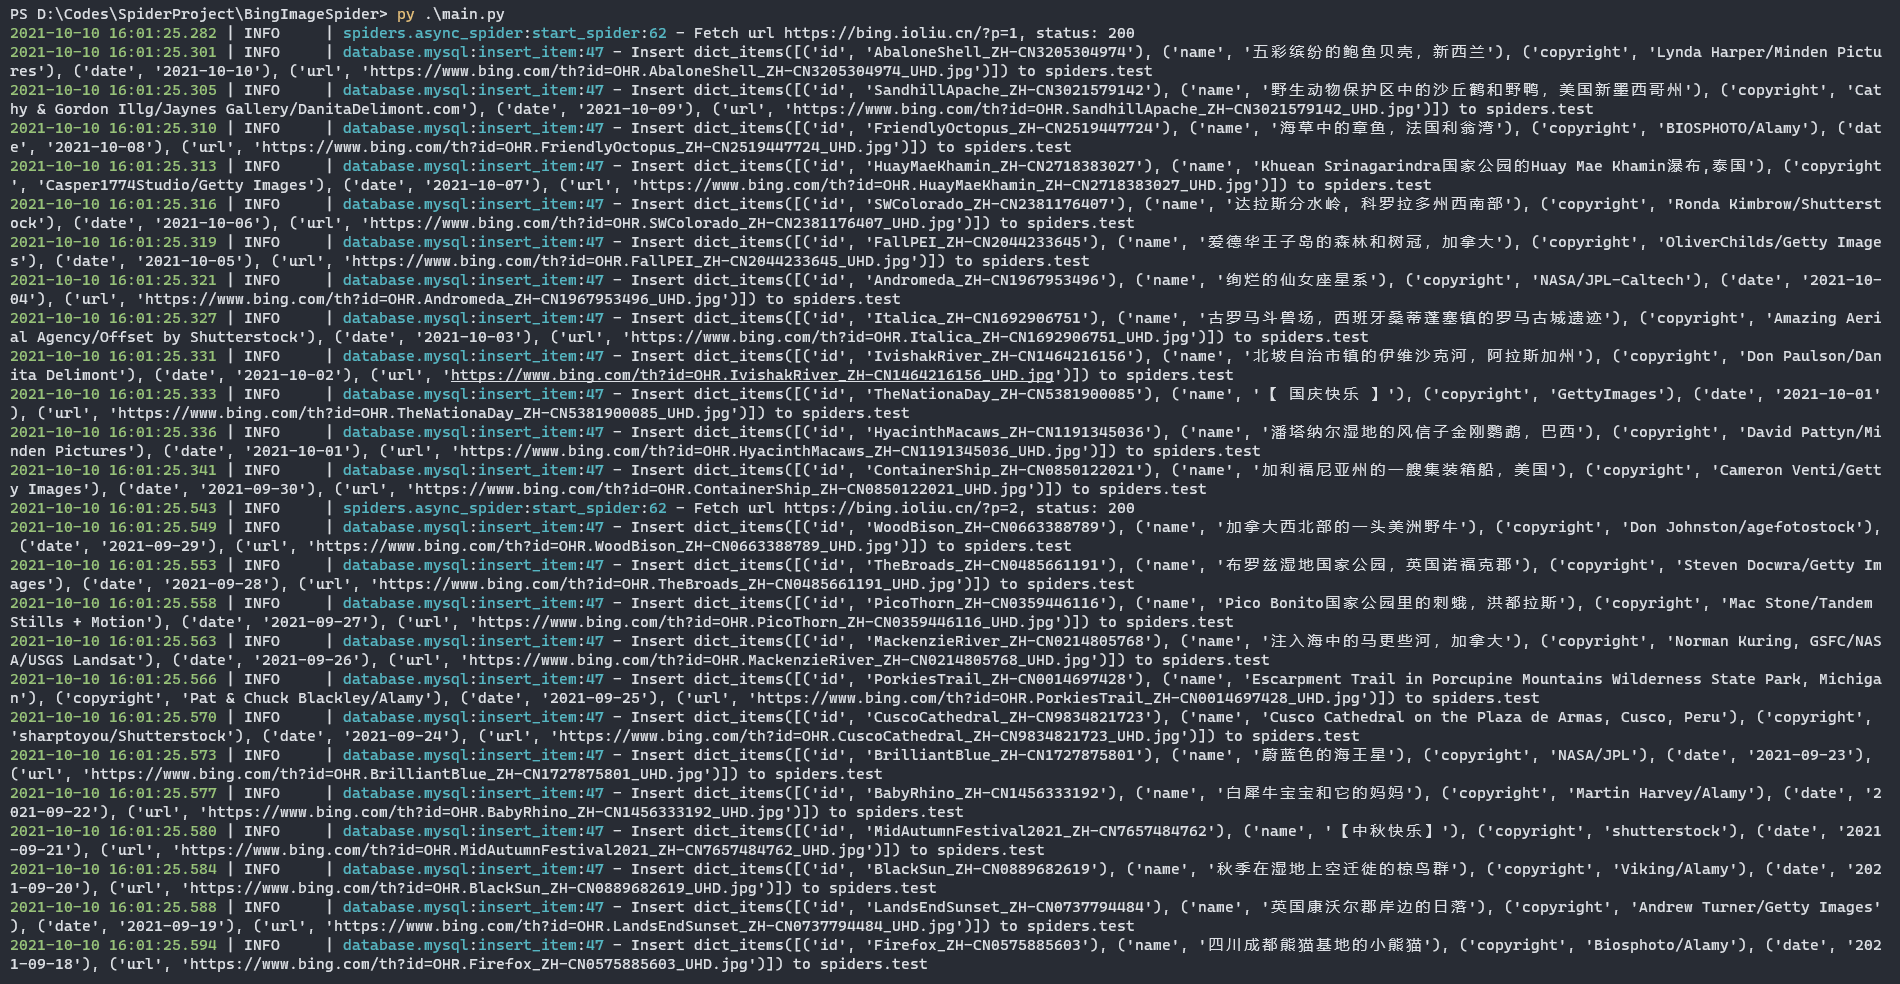 PS D:\Codes\SpiderProject\BingImageSpider> py .\main.py
2021-10-10 16:01:25.282 | INFO     | spiders.async_spider:start_spider:62 - Fetch url https://bing.ioliu.cn/?p=1, status: 200
2021-10-10 16:01:25.301 | INFO     | database.mysql:insert_item:47 - Insert dict_items([('id', 'AbaloneShell_ZH-CN3205304974'), ('name', '五彩缤纷的鲍鱼贝壳，新西兰'), ('copyright', 'Lynda Harper/Minden Pictu
res'), ('date', '2021-10-10'), ('url', 'https://www.bing.com/th?id=OHR.AbaloneShell_ZH-CN3205304974_UHD.jpg')]) to spiders.test
2021-10-10 16:01:25.305 | INFO     | database.mysql:insert_item:47 - Insert dict_items([('id', 'SandhillApache_ZH-CN3021579142'), ('name', '野生动物保护区中的沙丘鹤和野鸭，美国新墨西哥州'), ('copyright', 'Cat
hy & Gordon Illg/Jaynes Gallery/DanitaDelimont.com'), ('date', '2021-10-09'), ('url', 'https://www.bing.com/th?id=OHR.SandhillApache_ZH-CN3021579142_UHD.jpg')]) to spiders.test
2021-10-10 16:01:25.310 | INFO     | database.mysql:insert_item:47 - Insert dict_items([('id', 'FriendlyOctopus_ZH-CN2519447724'), ('name', '海草中的章鱼，法国利翁湾'), ('copyright', 'BIOSPHOTO/Alamy'), ('dat
e', '2021-10-08'), ('url', 'https://www.bing.com/th?id=OHR.FriendlyOctopus_ZH-CN2519447724_UHD.jpg')]) to spiders.test
2021-10-10 16:01:25.313 | INFO     | database.mysql:insert_item:47 - Insert dict_items([('id', 'HuayMaeKhamin_ZH-CN2718383027'), ('name', 'Khuean Srinagarindra国家公园的Huay Mae Khamin瀑布,泰国'), ('copyright
', 'Casper1774Studio/Getty Images'), ('date', '2021-10-07'), ('url', 'https://www.bing.com/th?id=OHR.HuayMaeKhamin_ZH-CN2718383027_UHD.jpg')]) to spiders.test
2021-10-10 16:01:25.316 | INFO     | database.mysql:insert_item:47 - Insert dict_items([('id', 'SWColorado_ZH-CN2381176407'), ('name', '达拉斯分水岭，科罗拉多州西南部'), ('copyright', 'Ronda Kimbrow/Shutterst
ock'), ('date', '2021-10-06'), ('url', 'https://www.bing.com/th?id=OHR.SWColorado_ZH-CN2381176407_UHD.jpg')]) to spiders.test
2021-10-10 16:01:25.319 | INFO     | database.mysql:insert_item:47 - Insert dict_items([('id', 'FallPEI_ZH-CN2044233645'), ('name', '爱德华王子岛的森林和树冠，加拿大'), ('copyright', 'OliverChilds/Getty Image
s'), ('date', '2021-10-05'), ('url', 'https://www.bing.com/th?id=OHR.FallPEI_ZH-CN2044233645_UHD.jpg')]) to spiders.test
2021-10-10 16:01:25.321 | INFO     | database.mysql:insert_item:47 - Insert dict_items([('id', 'Andromeda_ZH-CN1967953496'), ('name', '绚烂的仙女座星系'), ('copyright', 'NASA/JPL-Caltech'), ('date', '2021-10-
04'), ('url', 'https://www.bing.com/th?id=OHR.Andromeda_ZH-CN1967953496_UHD.jpg')]) to spiders.test
2021-10-10 16:01:25.327 | INFO     | database.mysql:insert_item:47 - Insert dict_items([('id', 'Italica_ZH-CN1692906751'), ('name', '古罗马斗兽场，西班牙桑蒂蓬塞镇的罗马古城遗迹'), ('copyright', 'Amazing Aeri
al Agency/Offset by Shutterstock'), ('date', '2021-10-03'), ('url', 'https://www.bing.com/th?id=OHR.Italica_ZH-CN1692906751_UHD.jpg')]) to spiders.test
2021-10-10 16:01:25.331 | INFO     | database.mysql:insert_item:47 - Insert dict_items([('id', 'IvishakRiver_ZH-CN1464216156'), ('name', '北坡自治市镇的伊维沙克河，阿拉斯加州'), ('copyright', 'Don Paulson/Dan
ita Delimont'), ('date', '2021-10-02'), ('url', 'https://www.bing.com/th?id=OHR.IvishakRiver_ZH-CN1464216156_UHD.jpg')]) to spiders.test
2021-10-10 16:01:25.333 | INFO     | database.mysql:insert_item:47 - Insert dict_items([('id', 'TheNationaDay_ZH-CN5381900085'), ('name', '【 国庆快乐 】'), ('copyright', 'GettyImages'), ('date', '2021-10-01'
), ('url', 'https://www.bing.com/th?id=OHR.TheNationaDay_ZH-CN5381900085_UHD.jpg')]) to spiders.test
2021-10-10 16:01:25.336 | INFO     | database.mysql:insert_item:47 - Insert dict_items([('id', 'HyacinthMacaws_ZH-CN1191345036'), ('name', '潘塔纳尔湿地的风信子金刚鹦鹉，巴西'), ('copyright', 'David Pattyn/Mi
nden Pictures'), ('date', '2021-10-01'), ('url', 'https://www.bing.com/th?id=OHR.HyacinthMacaws_ZH-CN1191345036_UHD.jpg')]) to spiders.test
2021-10-10 16:01:25.341 | INFO     | database.mysql:insert_item:47 - Insert dict_items([('id', 'ContainerShip_ZH-CN0850122021'), ('name', '加利福尼亚州的一艘集装箱船，美国'), ('copyright', 'Cameron Venti/Gett
y Images'), ('date', '2021-09-30'), ('url', 'https://www.bing.com/th?id=OHR.ContainerShip_ZH-CN0850122021_UHD.jpg')]) to spiders.test
2021-10-10 16:01:25.543 | INFO     | spiders.async_spider:start_spider:62 - Fetch url https://bing.ioliu.cn/?p=2, status: 200
2021-10-10 16:01:25.549 | INFO     | database.mysql:insert_item:47 - Insert dict_items([('id', 'WoodBison_ZH-CN0663388789'), ('name', '加拿大西北部的一头美洲野牛'), ('copyright', 'Don Johnston/agefotostock'),
 ('date', '2021-09-29'), ('url', 'https://www.bing.com/th?id=OHR.WoodBison_ZH-CN0663388789_UHD.jpg')]) to spiders.test
2021-10-10 16:01:25.553 | INFO     | database.mysql:insert_item:47 - Insert dict_items([('id', 'TheBroads_ZH-CN0485661191'), ('name', '布罗兹湿地国家公园，英国诺福克郡'), ('copyright', 'Steven Docwra/Getty Im
ages'), ('date', '2021-09-28'), ('url', 'https://www.bing.com/th?id=OHR.TheBroads_ZH-CN0485661191_UHD.jpg')]) to spiders.test
2021-10-10 16:01:25.558 | INFO     | database.mysql:insert_item:47 - Insert dict_items([('id', 'PicoThorn_ZH-CN0359446116'), ('name', 'Pico Bonito国家公园里的刺蛾，洪都拉斯'), ('copyright', 'Mac Stone/Tandem
Stills + Motion'), ('date', '2021-09-27'), ('url', 'https://www.bing.com/th?id=OHR.PicoThorn_ZH-CN0359446116_UHD.jpg')]) to spiders.test
2021-10-10 16:01:25.563 | INFO     | database.mysql:insert_item:47 - Insert dict_items([('id', 'MackenzieRiver_ZH-CN0214805768'), ('name', '注入海中的马更些河，加拿大'), ('copyright', 'Norman Kuring, GSFC/NAS
A/USGS Landsat'), ('date', '2021-09-26'), ('url', 'https://www.bing.com/th?id=OHR.MackenzieRiver_ZH-CN0214805768_UHD.jpg')]) to spiders.test
2021-10-10 16:01:25.566 | INFO     | database.mysql:insert_item:47 - Insert dict_items([('id', 'PorkiesTrail_ZH-CN0014697428'), ('name', 'Escarpment Trail in Porcupine Mountains Wilderness State Park, Michiga
n'), ('copyright', 'Pat & Chuck Blackley/Alamy'), ('date', '2021-09-25'), ('url', 'https://www.bing.com/th?id=OHR.PorkiesTrail_ZH-CN0014697428_UHD.jpg')]) to spiders.test
2021-10-10 16:01:25.570 | INFO     | database.mysql:insert_item:47 - Insert dict_items([('id', 'CuscoCathedral_ZH-CN9834821723'), ('name', 'Cusco Cathedral on the Plaza de Armas, Cusco, Peru'), ('copyright',
'sharptoyou/Shutterstock'), ('date', '2021-09-24'), ('url', 'https://www.bing.com/th?id=OHR.CuscoCathedral_ZH-CN9834821723_UHD.jpg')]) to spiders.test
2021-10-10 16:01:25.573 | INFO     | database.mysql:insert_item:47 - Insert dict_items([('id', 'BrilliantBlue_ZH-CN1727875801'), ('name', '蔚蓝色的海王星'), ('copyright', 'NASA/JPL'), ('date', '2021-09-23'),
('url', 'https://www.bing.com/th?id=OHR.BrilliantBlue_ZH-CN1727875801_UHD.jpg')]) to spiders.test
2021-10-10 16:01:25.577 | INFO     | database.mysql:insert_item:47 - Insert dict_items([('id', 'BabyRhino_ZH-CN1456333192'), ('name', '白犀牛宝宝和它的妈妈'), ('copyright', 'Martin Harvey/Alamy'), ('date', '2
021-09-22'), ('url', 'https://www.bing.com/th?id=OHR.BabyRhino_ZH-CN1456333192_UHD.jpg')]) to spiders.test
2021-10-10 16:01:25.580 | INFO     | database.mysql:insert_item:47 - Insert dict_items([('id', 'MidAutumnFestival2021_ZH-CN7657484762'), ('name', '【中秋快乐】'), ('copyright', 'shutterstock'), ('date', '2021
-09-21'), ('url', 'https://www.bing.com/th?id=OHR.MidAutumnFestival2021_ZH-CN7657484762_UHD.jpg')]) to spiders.test
2021-10-10 16:01:25.584 | INFO     | database.mysql:insert_item:47 - Insert dict_items([('id', 'BlackSun_ZH-CN0889682619'), ('name', '秋季在湿地上空迁徙的椋鸟群'), ('copyright', 'Viking/Alamy'), ('date', '202
1-09-20'), ('url', 'https://www.bing.com/th?id=OHR.BlackSun_ZH-CN0889682619_UHD.jpg')]) to spiders.test
2021-10-10 16:01:25.588 | INFO     | database.mysql:insert_item:47 - Insert dict_items([('id', 'LandsEndSunset_ZH-CN0737794484'), ('name', '英国康沃尔郡岸边的日落'), ('copyright', 'Andrew Turner/Getty Images'
), ('date', '2021-09-19'), ('url', 'https://www.bing.com/th?id=OHR.LandsEndSunset_ZH-CN0737794484_UHD.jpg')]) to spiders.test
2021-10-10 16:01:25.594 | INFO     | database.mysql:insert_item:47 - Insert dict_items([('id', 'Firefox_ZH-CN0575885603'), ('name', '四川成都熊猫基地的小熊猫'), ('copyright', 'Biosphoto/Alamy'), ('date', '202
1-09-18'), ('url', 'https://www.bing.com/th?id=OHR.Firefox_ZH-CN0575885603_UHD.jpg')]) to spiders.test